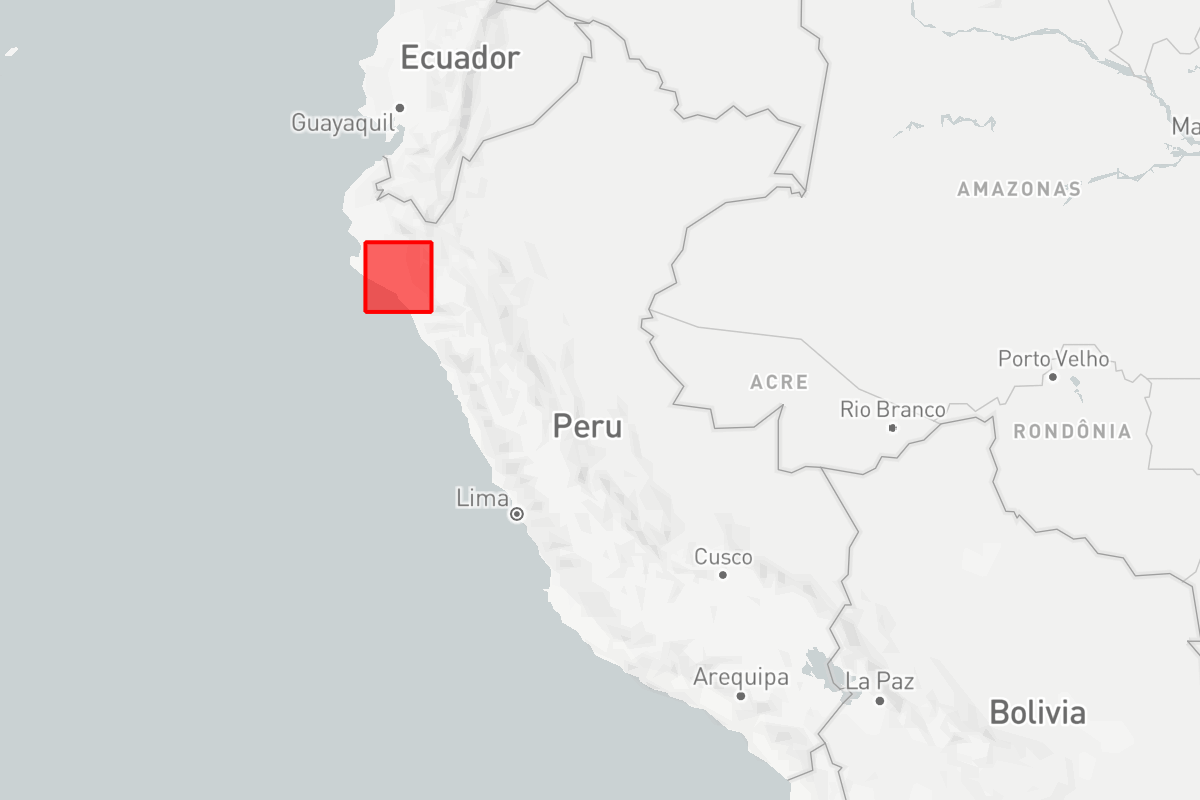 Ecuador
Guayaquil
Ma
AMAZONAS
Porto Velho
ACRE
Rio Branco
Peru
RONDÔNIA
Lima
Cusco
Arequipa
La Paz
Bolivia